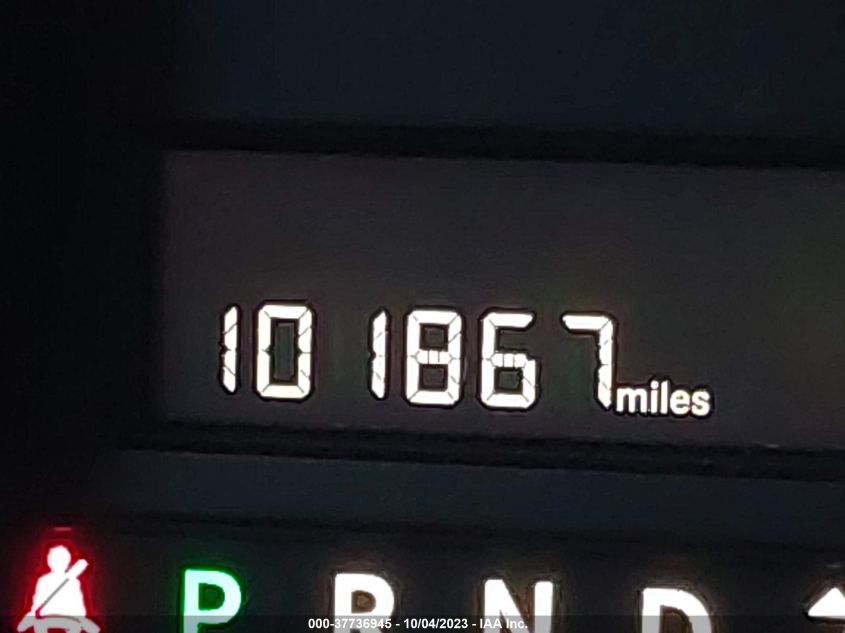 101867 miles
P R N D
000-37736945 - 10/04/2023 - IAA Inc.